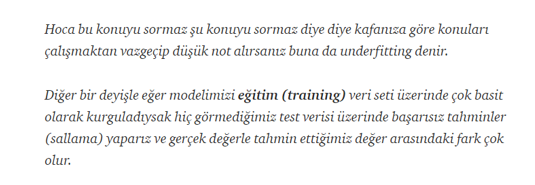 Hoca bu konuyu sormaz şu konuyu sormaz diye diye kafanıza göre konuları
çalışmaktan vazgeçip düşük not alırsanız buna da underfitting denir.
Diğer bir deyişle eğer modelimizi eğitim (training) veri seti üzerinde çok basit
olarak kurguladıysak hiç görmediğimiz test verisi üzerinde başarısız tahminler
(sallama) yaparız ve gerçek değerle tahmin ettiğimiz değer arasındaki fark çok
olur.